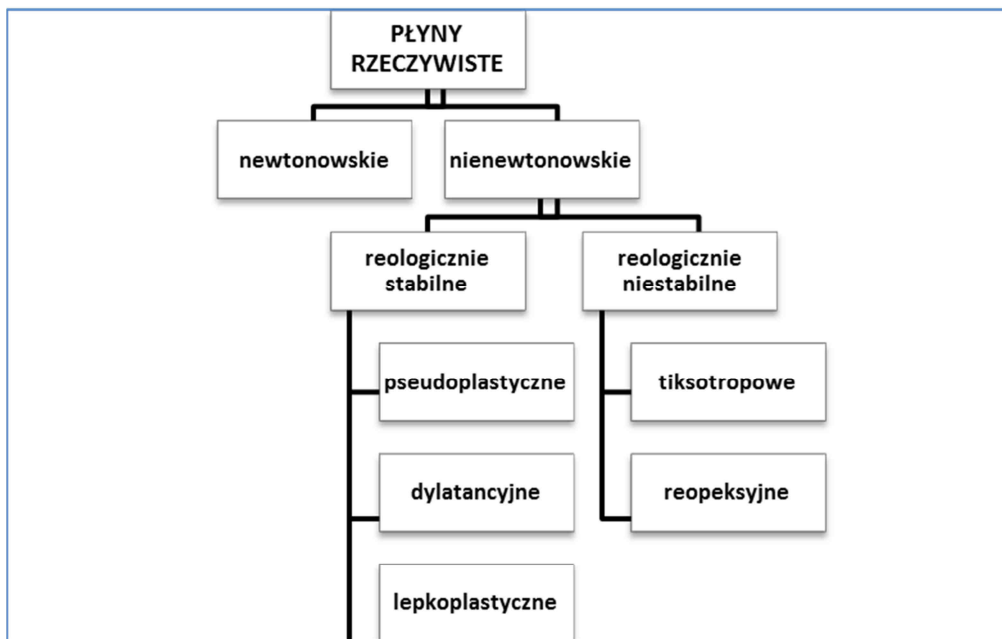 PŁYNY
RZECZYWISTE
newtonowskie
nienewtonowskie
reologicznie
stabilne
reologicznie
niestabilne
pseudoplastyczne
tiksotropowe
dylatancyjne
reopeksyjne
lepkoplastyczne